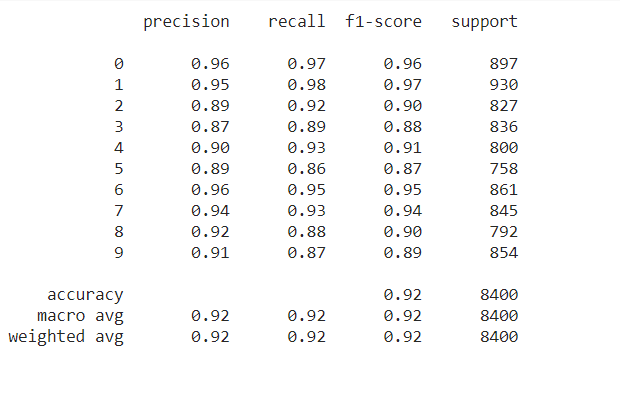 precision recall f1-score support
0 0.96 0.97 0.96 897
1 0.95 0.98 0.97 930
2 0.89 0.92 0.90 827
3 0.87 0.89 0.88 836
4 0.90 0.93 0.91 800
5 0.89 0.86 0.87 758
6 0.96 0.95 0.95 861
7 0.94 0.93 0.94 845
8 0.92 0.88 0.90 792
9 0.91 0.87 0.89 854
accuracy 0.92 8400
macro avg 0.92 0.92 0.92 8400
weighted avg 0.92 0.92 0.92 8400